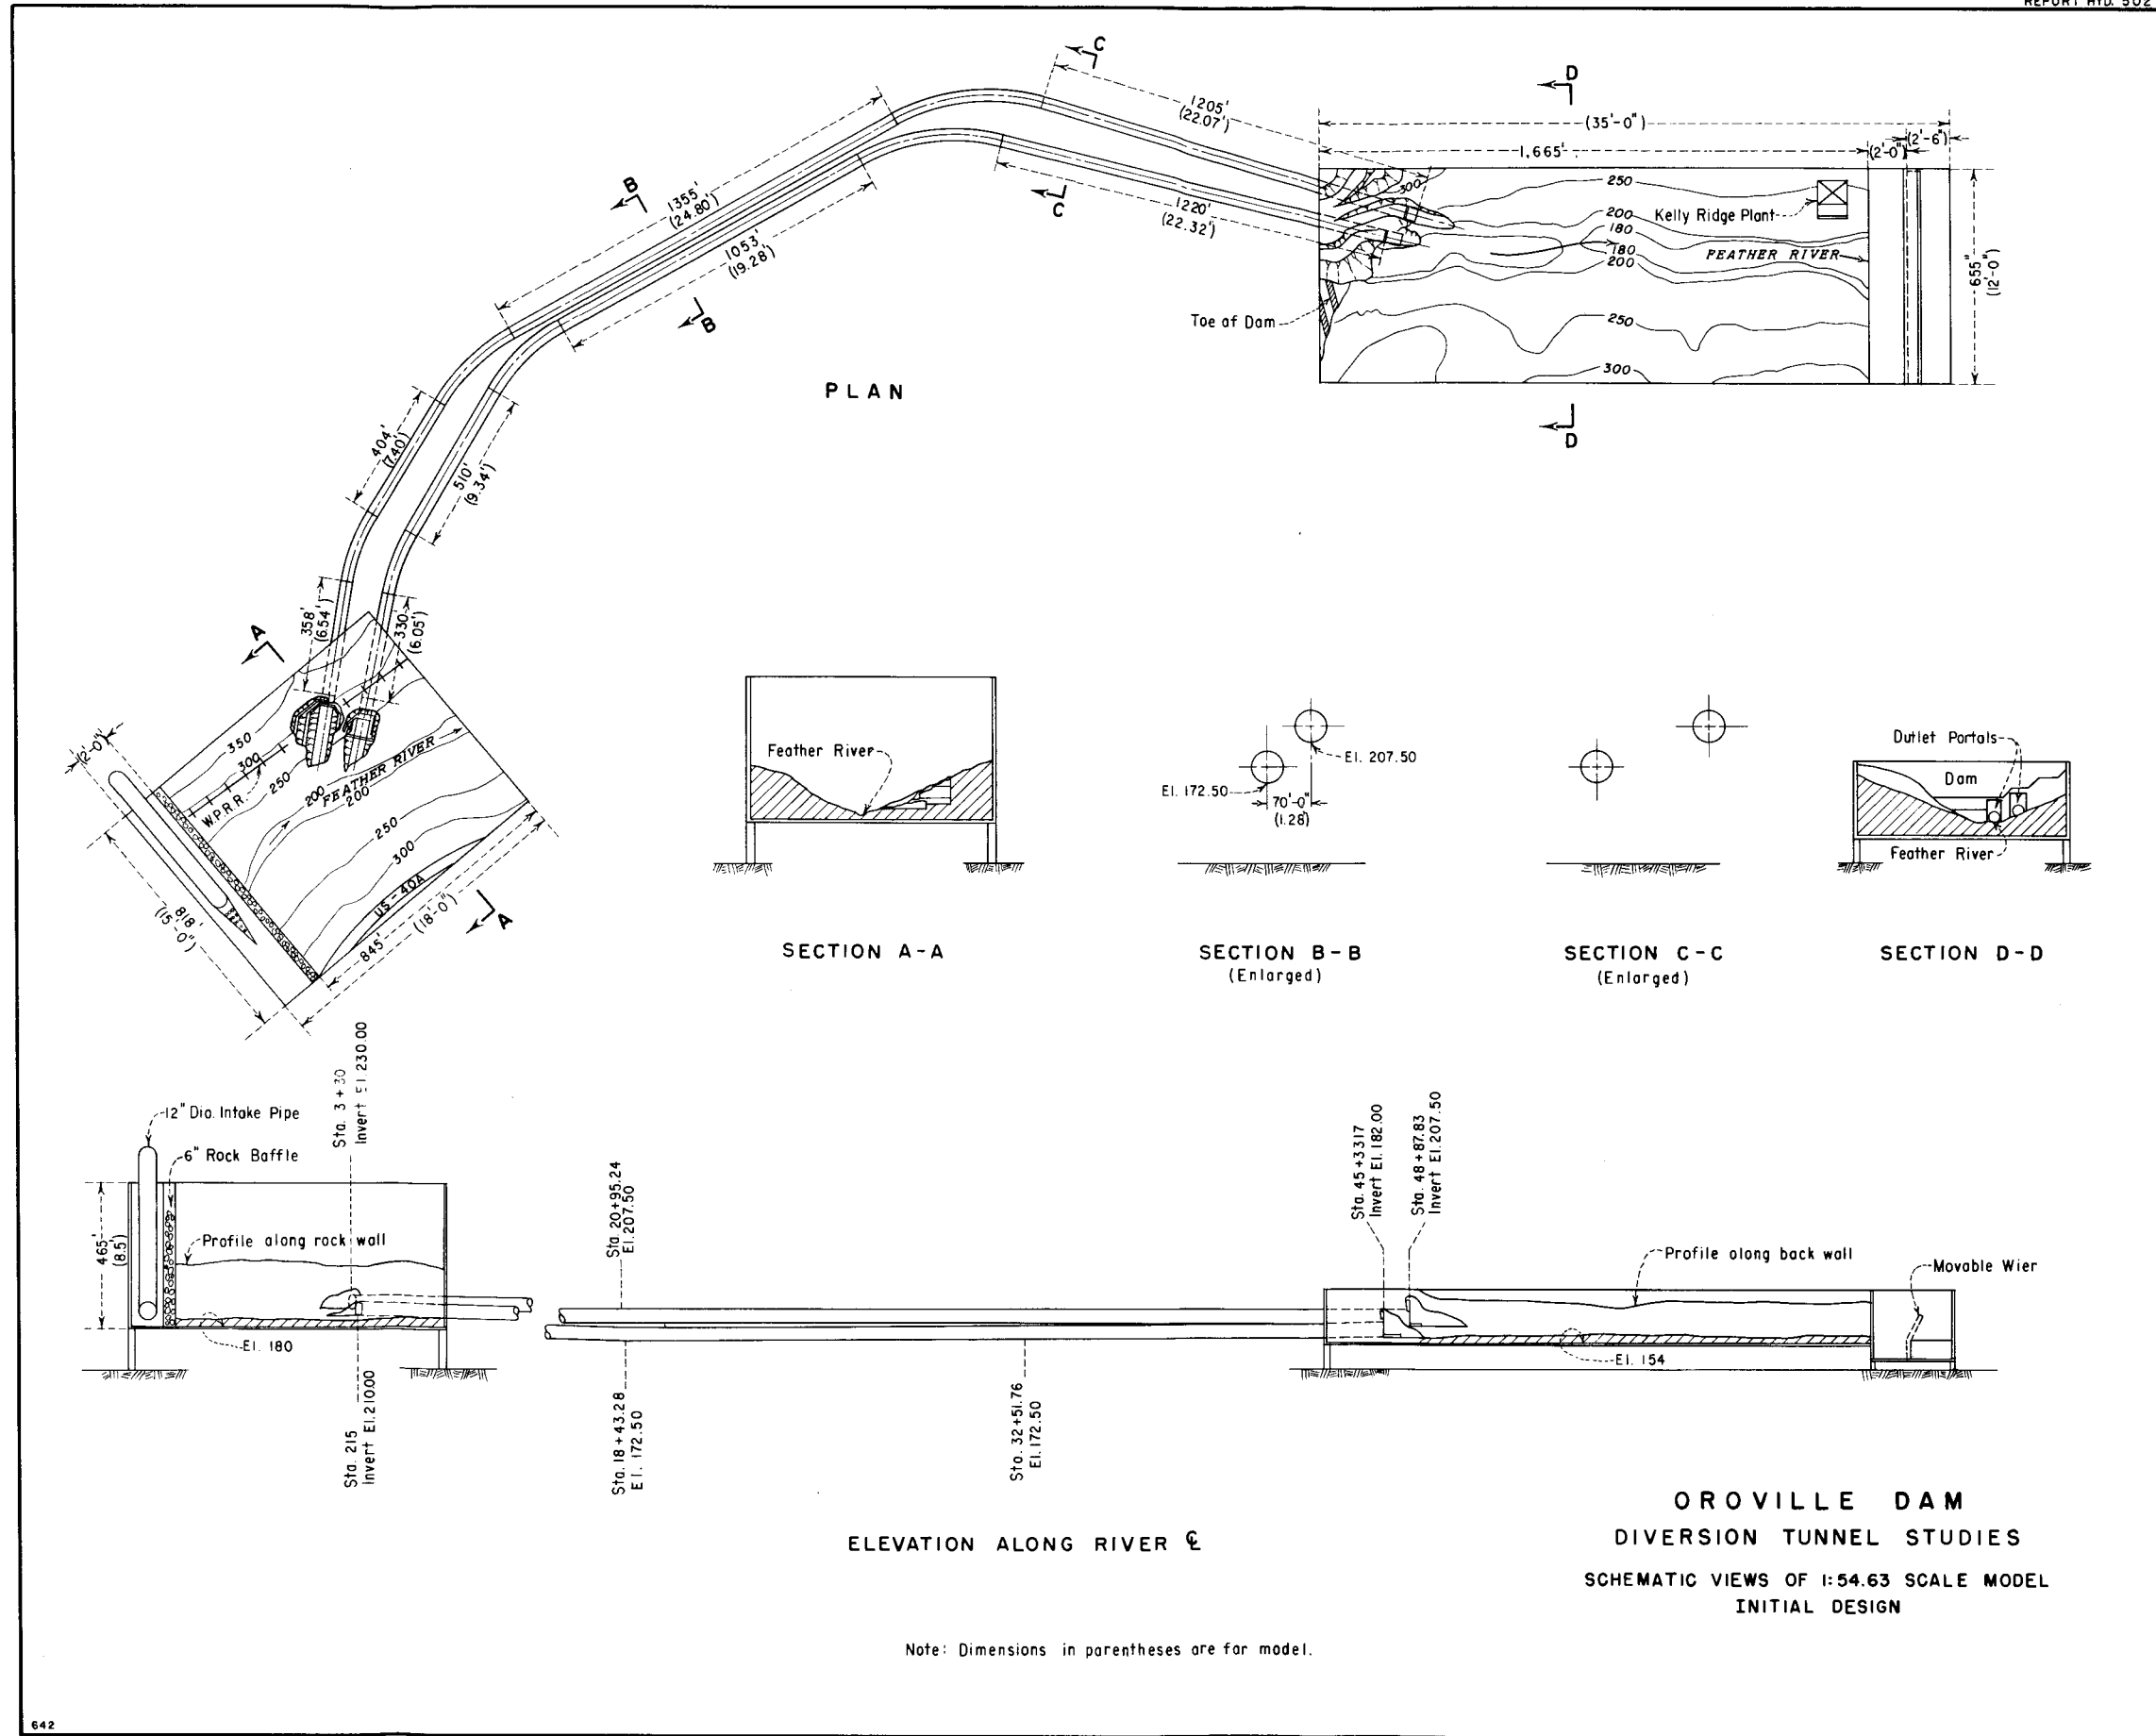 REPORT HYD. 502
C
C
D
D
B
B
1205'
(22.07')
(35'-0")
1,665'
(2'-0")
(2'-6")
1355'
(24.80')
1053'
(19.28')
1220'
(22.32')
300
250
200
180
180
200
Kelly Ridge Plant
FEATHER RIVER
655"
(12'-0")
Toe of Dam
250
300
PLAN
404'
(7.40')
510'
(9.34')
358'
(6.54')
330'
(6.05')
A
A
(2'-0")
350
300
250
W.P.R.R.
200
200
FEATHER RIVER
250
300
US-40A
818'
(15'-0")
845'
(18'-0")
Feather River
SECTION A-A
El. 207.50
El. 172.50
70'-0"
(1.28')
SECTION B-B
(Enlarged)
SECTION C-C
(Enlarged)
Outlet Portals
Dam
Feather River
SECTION D-D
12" Dia. Intake Pipe
6" Rock Baffle
Sta. 3+30
Invert El. 230.00
465'
(8.5')
Profile along rock wall
El. 180
Sta. 215
Invert El. 210.00
Sta. 20+95.24
El. 207.50
Sta. 18+43.28
El. 172.50
Sta. 32+51.76
El. 172.50
Sta. 45+3317
Invert El. 182.00
Sta. 48+87.83
Invert El. 207.50
Profile along back wall
Movable Wier
El. 154
ELEVATION ALONG RIVER ℄
OROVILLE DAM
DIVERSION TUNNEL STUDIES
SCHEMATIC VIEWS OF 1:54.63 SCALE MODEL
INITIAL DESIGN
Note: Dimensions in parentheses are for model.
642